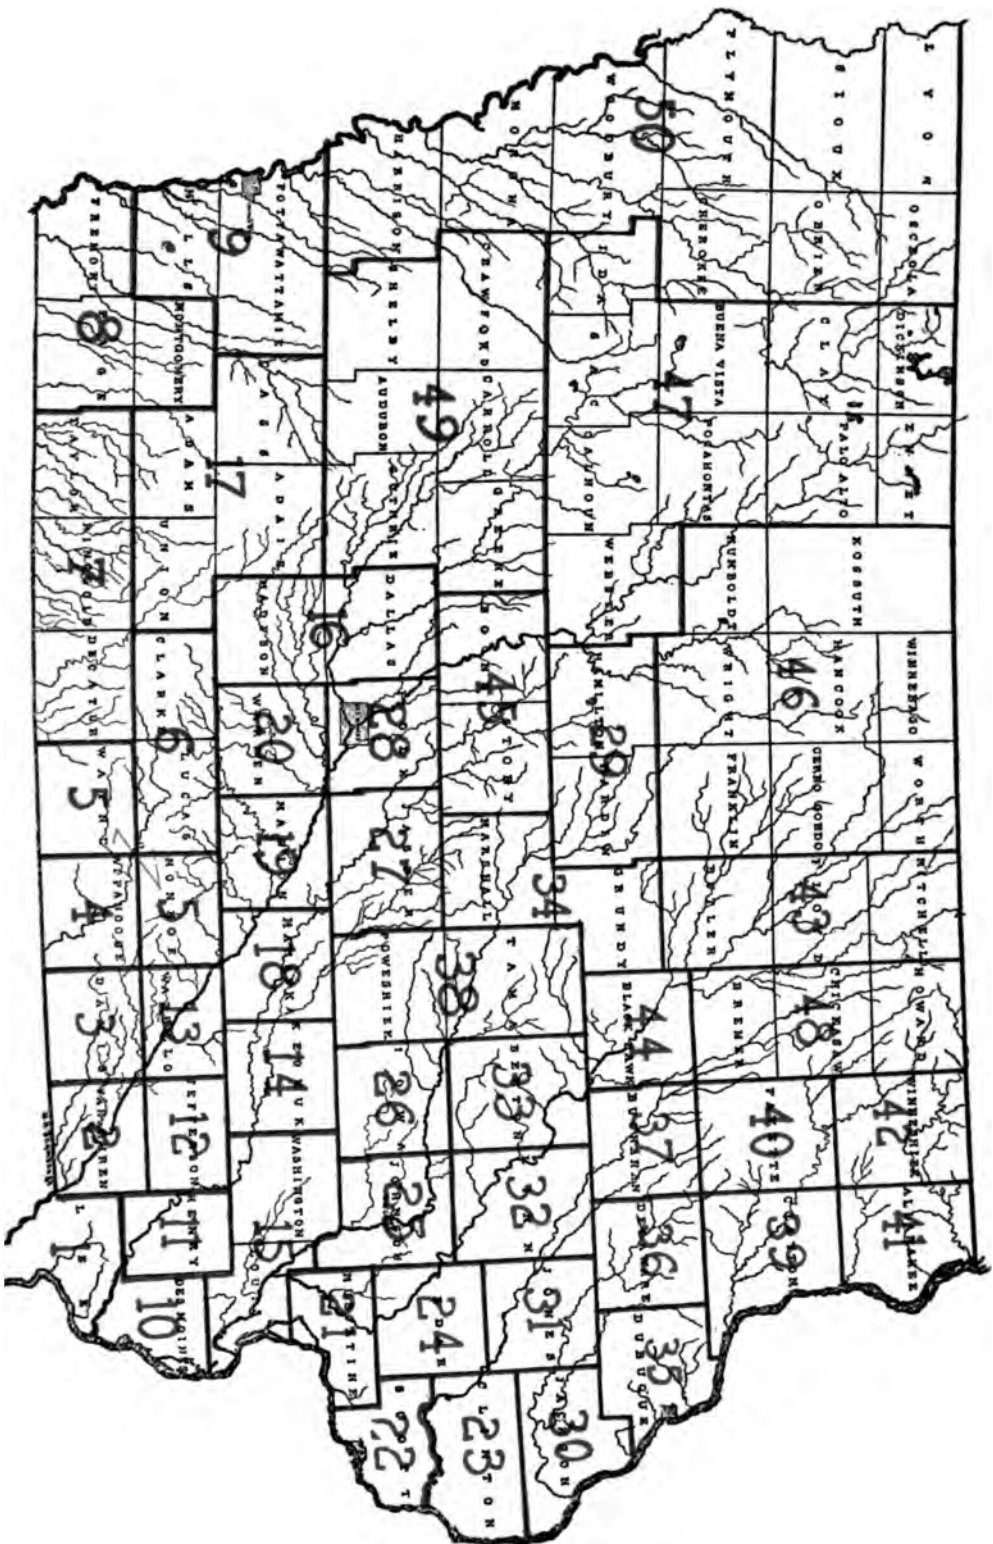 LYON
OSCEOLA
DICKINSON
EMMET
KOSSUTH
WINNEBAGO
WORTH
MITCHELL
HOWARD
WINNESHIEK
42
ALLAMAKEE
41
SIOUX
OBRIEN
CLAY
PALO ALTO
HANCOCK
46
CERRO GORDO
FLOYD
43
CHICKASAW
48
PLYMOUTH
CHEROKEE
BUENA VISTA
47
POCAHONTAS
HUMBOLDT
WRIGHT
FRANKLIN
BUTLER
BREMER
FAYETTE
40
CLAYTON
39
50
WOODBURY
IDA
SAC
CALHOUN
WEBSTER
HAMILTON
29
HARDIN
GRUNDY
34
BLACK HAWK
44
BUCHANAN
37
DELAWARE
36
DUBUQUE
35
MONONA
CRAWFORD
CARROLL
49
GREENE
BOONE
45
STORY
MARSHALL
TAMA
38
BENTON
33
LINN
32
JONES
31
JACKSON
30
HARRISON
SHELBY
AUDUBON
GUTHRIE
DALLAS
POLK
28
JASPER
27
POWESHIEK
IOWA
26
JOHNSON
25
CEDAR
24
CLINTON
23
SCOTT
22
POTTAWATTAMIE
9
CASS
17
ADAIR
MADISON
16
WARREN
20
MARION
19
MAHASKA
18
KEOKUK
14
WASHINGTON
15
LOUISA
MUSCATINE
21
MILLS
MONTGOMERY
ADAMS
UNION
CLARKE
6
LUCAS
MONROE
5
WAPELLO
13
JEFFERSON
12
HENRY
11
DES MOINES
10
FREMONT
PAGE
8
TAYLOR
RINGGOLD
7
DECATUR
WAYNE
5
APPANOOSE
4
DAVIS
3
VAN BUREN
2
LEE
1